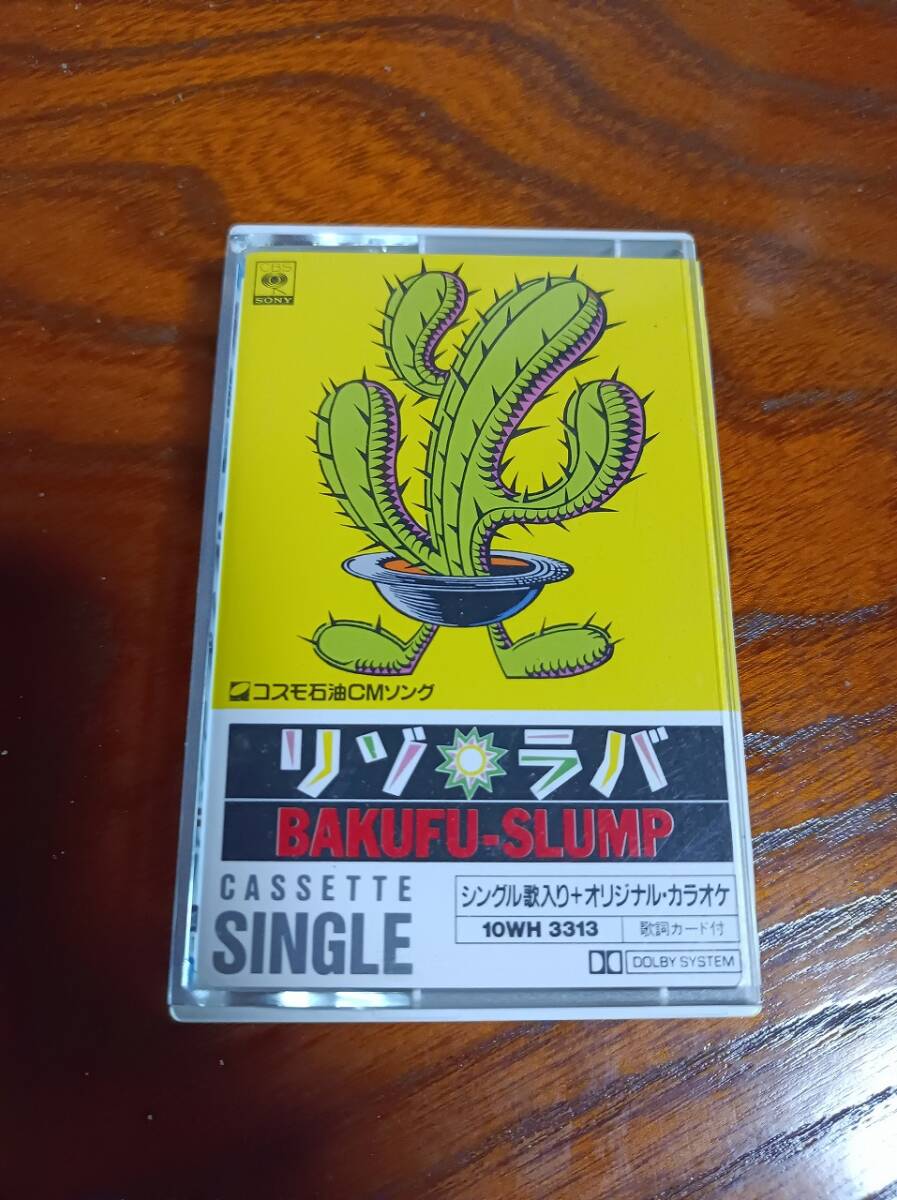 CBS
SONY
コスモ石油CMソング
リゾ・ラバ
BAKUFU-SLUMP
CASSETTE
SINGLE
シングル歌入り+オリジナル・カラオケ
10WH 3313
歌詞カード付
DOLBY SYSTEM